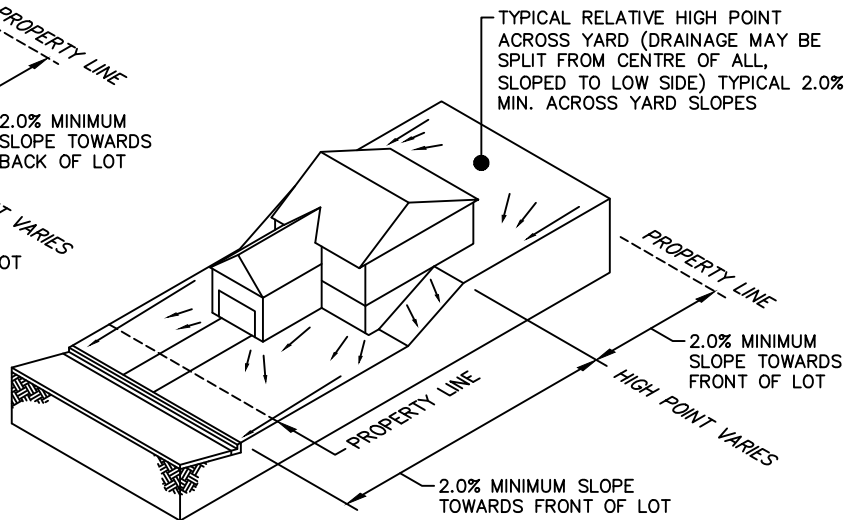 PROPERTY LINE
2.0% MINIMUM
SLOPE TOWARDS
BACK OF LOT
VARIES
OT
TYPICAL RELATIVE HIGH POINT
ACROSS YARD (DRAINAGE MAY BE
SPLIT FROM CENTRE OF ALL,
SLOPED TO LOW SIDE) TYPICAL 2.0%
MIN. ACROSS YARD SLOPES
PROPERTY LINE
2.0% MINIMUM
SLOPE TOWARDS
FRONT OF LOT
HIGH POINT VARIES
PROPERTY LINE
2.0% MINIMUM SLOPE
TOWARDS FRONT OF LOT